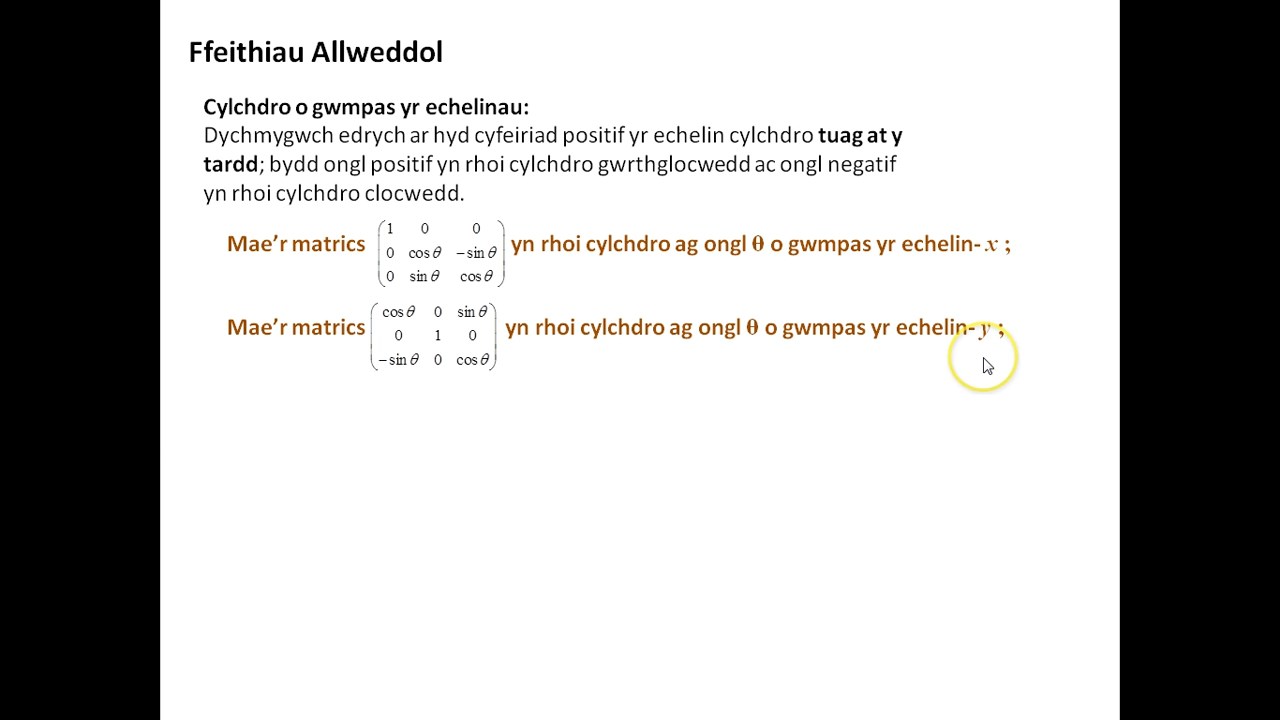 Ffeithiau Allweddol
Cylchdro o gwmpas yr echelinau:
Dychmygwch edrych ar hyd cyfeiriad positif yr echelin cylchdro tuag at y
tardd; bydd ongl positif yn rhoi cylchdro gwrthglocwedd ac ongl negatif
yn rhoi cylchdro clocwedd.
1 0 0
Mae'r matrics 0 cos θ −sin θ yn rhoi cylchdro ag ongl θ o gwmpas yr echelin- x ;
0 sin θ cos θ
cos θ 0 sin θ
Mae'r matrics 0 1 0 yn rhoi cylchdro ag ongl θ o gwmpas yr echelin- y ;
−sin θ 0 cos θ